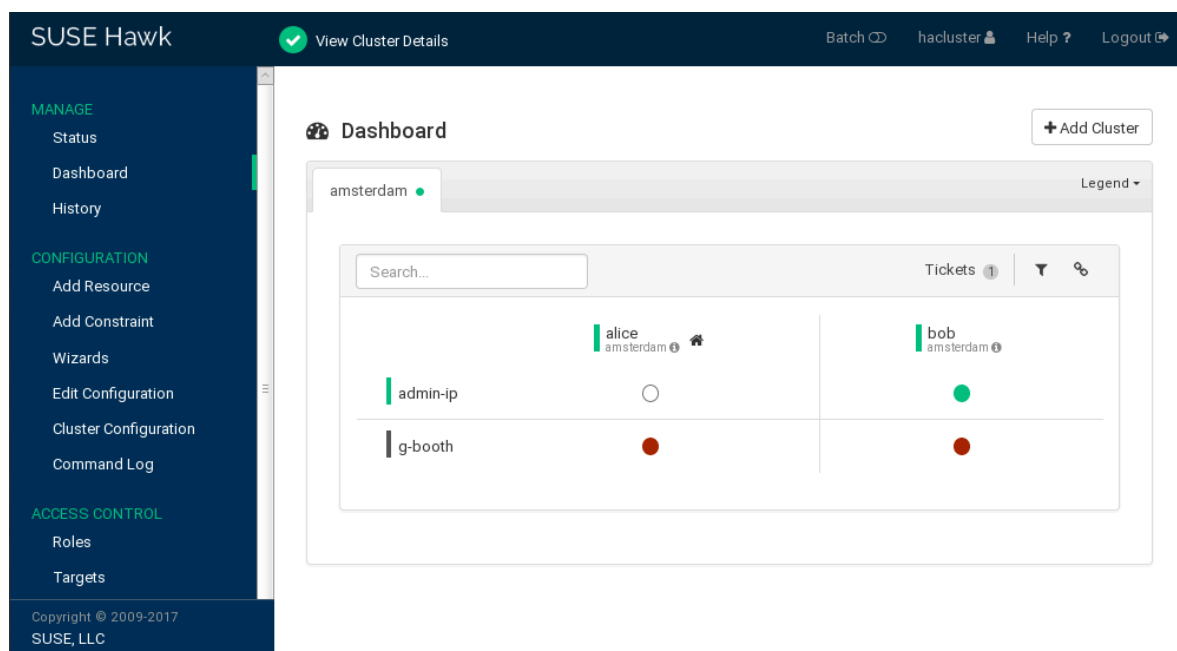 SUSE Hawk
View Cluster Details
Batch
hacluster
Help ?
Logout
MANAGE
Status
Dashboard
History
CONFIGURATION
Add Resource
Add Constraint
Wizards
Edit Configuration
Cluster Configuration
Command Log
ACCESS CONTROL
Roles
Targets
Copyright © 2009-2017
SUSE, LLC
Dashboard
+ Add Cluster
amsterdam
Legend
Search...
Tickets 1
alice
amsterdam
bob
amsterdam
admin-ip
g-booth